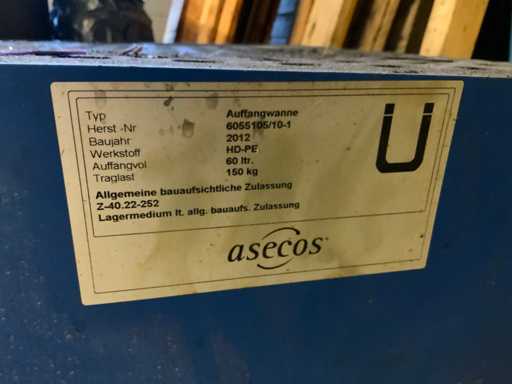 Typ Auffangwanne
Herst -Nr 6055105/10-1
Baujahr 2012
Werkstoff HD-PE
Auffangvol 60 ltr.
Traglast 150 kg
Allgemeine bauaufsichtliche Zulassung
Z-40.22-252
Lagermedium lt. allg. bauaufs. Zulassung
Ü
asecos